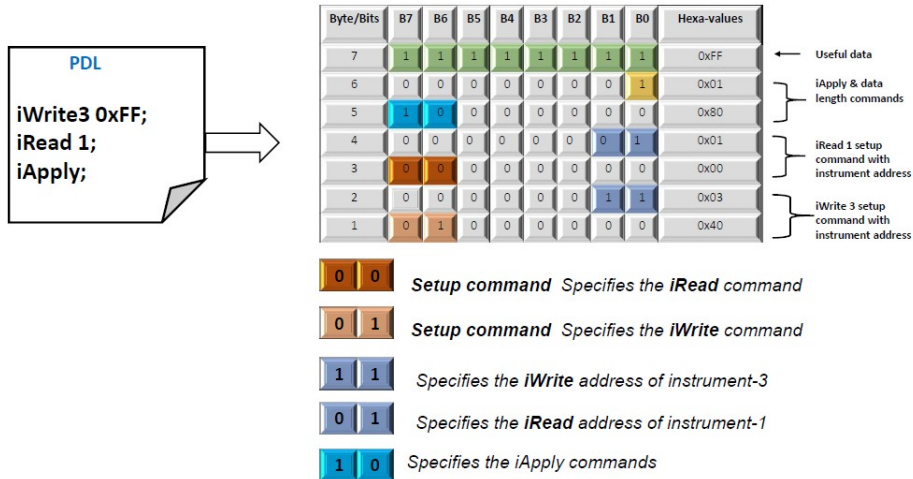 PDL
iWrite3 0xFF;
iRead 1;
iApply;
Byte/Bits B7 B6 B5 B4 B3 B2 B1 B0 Hexa-values
7 1 1 1 1 1 1 1 1 0xFF
6 0 0 0 0 0 0 0 1 0x01
5 1 0 0 0 0 0 0 0 0x80
4 0 0 0 0 0 0 0 1 0x01
3 0 0 0 0 0 0 0 0 0x00
2 0 0 0 0 0 0 1 1 0x03
1 0 1 0 0 0 0 0 0 0x40
Useful data
iApply & data
length commands
iRead 1 setup
command with
instrument address
iWrite 3 setup
command with
instrument address
0 0 Setup command Specifies the iRead command
0 1 Setup command Specifies the iWrite command
1 1 Specifies the iWrite address of instrument-3
0 1 Specifies the iRead address of instrument-1
1 0 Specifies the iApply commands